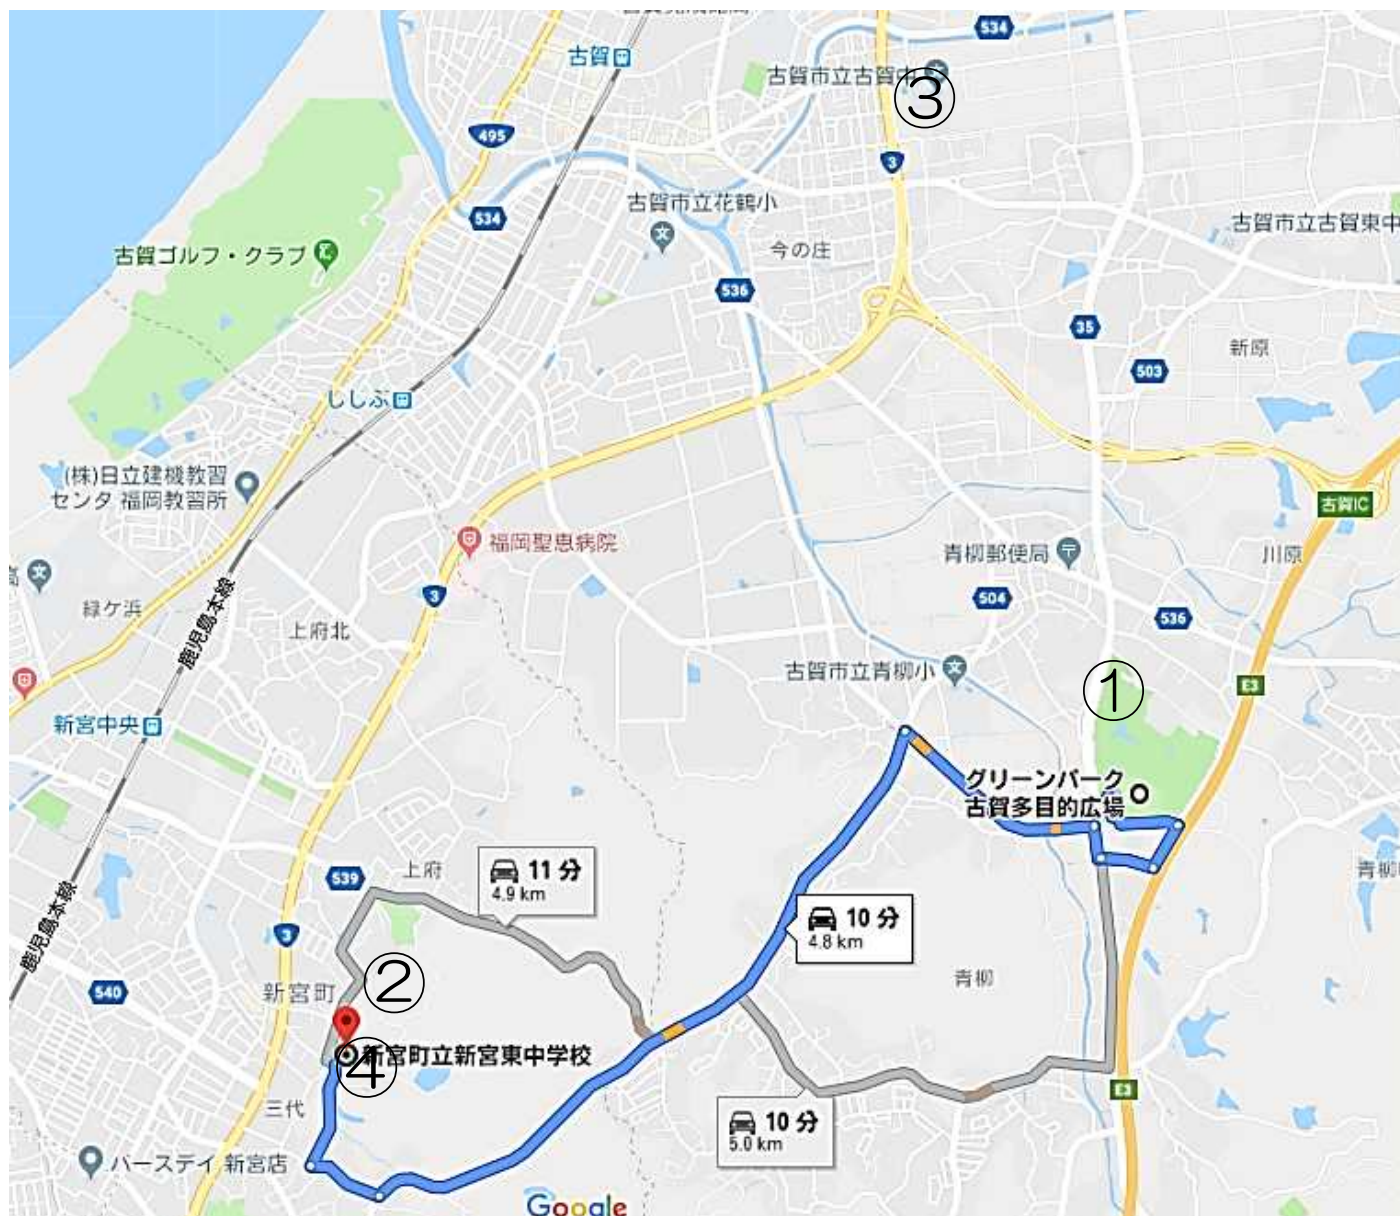 534
古賀
古賀市立古賀中
③
495
3
534
古賀市立花鶴小
古賀市立古賀東中
今の庄
古賀ゴルフ・クラブ
536
35
新原
503
ししぶ
(株)日立建機教習
センタ 福岡教習所
古賀IC
福岡聖恵病院
青柳郵便局
川原
3
504
緑ケ浜
上府北
鹿児島本線
536
古賀市立青柳小
①
E3
新宮中央
グリーンパーク
古賀多目的広場
上府
11 分
4.9 km
539
青柳
10 分
4.8 km
鹿児島本線
3
②
青柳
540
新宮町
新宮町立新宮東中学校
④
E3
三代
10 分
5.0 km
バースデイ 新宮店
Google